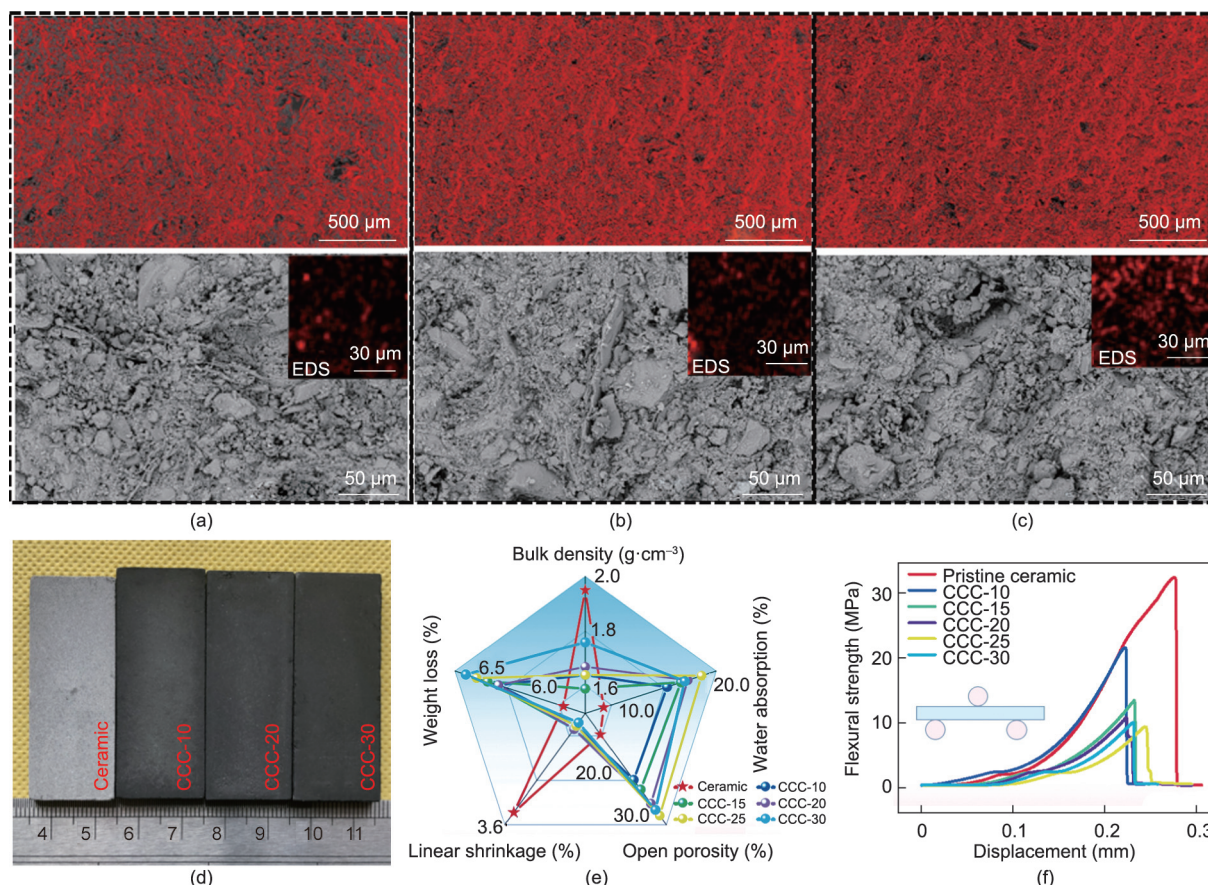 500 µm
500 µm
500 µm
EDS
30 µm
EDS
30 µm
EDS
30 µm
50 µm
50 µm
50 µm
(a)
(b)
(c)
Ceramic
CCC-10
CCC-20
CCC-30
4 5 6 7 8 9 10 11
(d)
Bulk density (g·cm⁻³)
2.0
1.8
1.6
Weight loss (%)
6.5
6.0
Water absorption (%)
20.0
10.0
20.0
30.0
3.6
Linear shrinkage (%)
Open porosity (%)
Ceramic
CCC-10
CCC-15
CCC-20
CCC-25
CCC-30
(e)
Pristine ceramic
CCC-10
CCC-15
CCC-20
CCC-25
CCC-30
Flexural strength (MPa)
30
20
10
0
0 0.1 0.2 0.3
Displacement (mm)
(f)